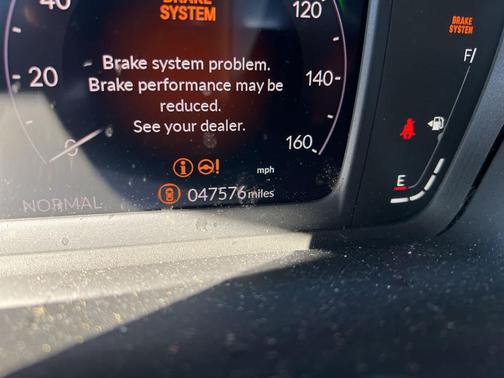 40
BRAKE
SYSTEM
120
BRAKE
SYSTEM
F
Brake system problem.
20
Brake performance may be
140
reduced.
See your dealer.
0
160
E
i
!
mph
NORMAL
047576 miles